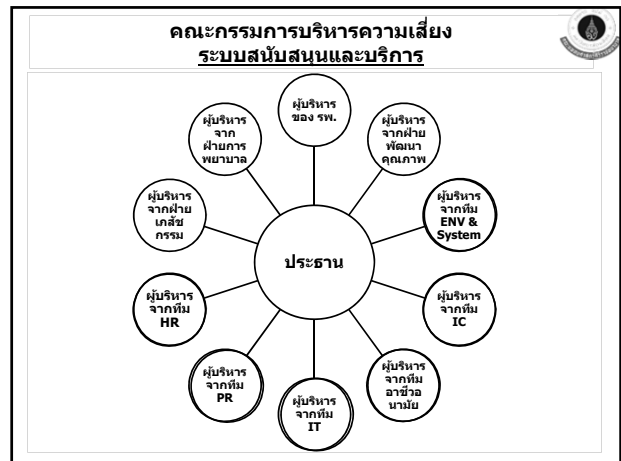 คณะกรรมการบริหารความเสี่ยง
ระบบสนับสนุนและบริการ
ผู้บริหาร
ของ รพ.
ผู้บริหาร
จากฝ่าย
พัฒนา
คุณภาพ
ผู้บริหาร
จากทีม
ENV &
System
ผู้บริหาร
จากทีม
IC
ผู้บริหาร
จากทีม
อาชีวอ
นามัย
ผู้บริหาร
จากทีม
IT
ผู้บริหาร
จากทีม
PR
ผู้บริหาร
จากทีม
HR
ผู้บริหาร
จากฝ่าย
เภสัช
กรรม
ผู้บริหาร
จาก
ฝ่ายการ
พยาบาล
ประธาน